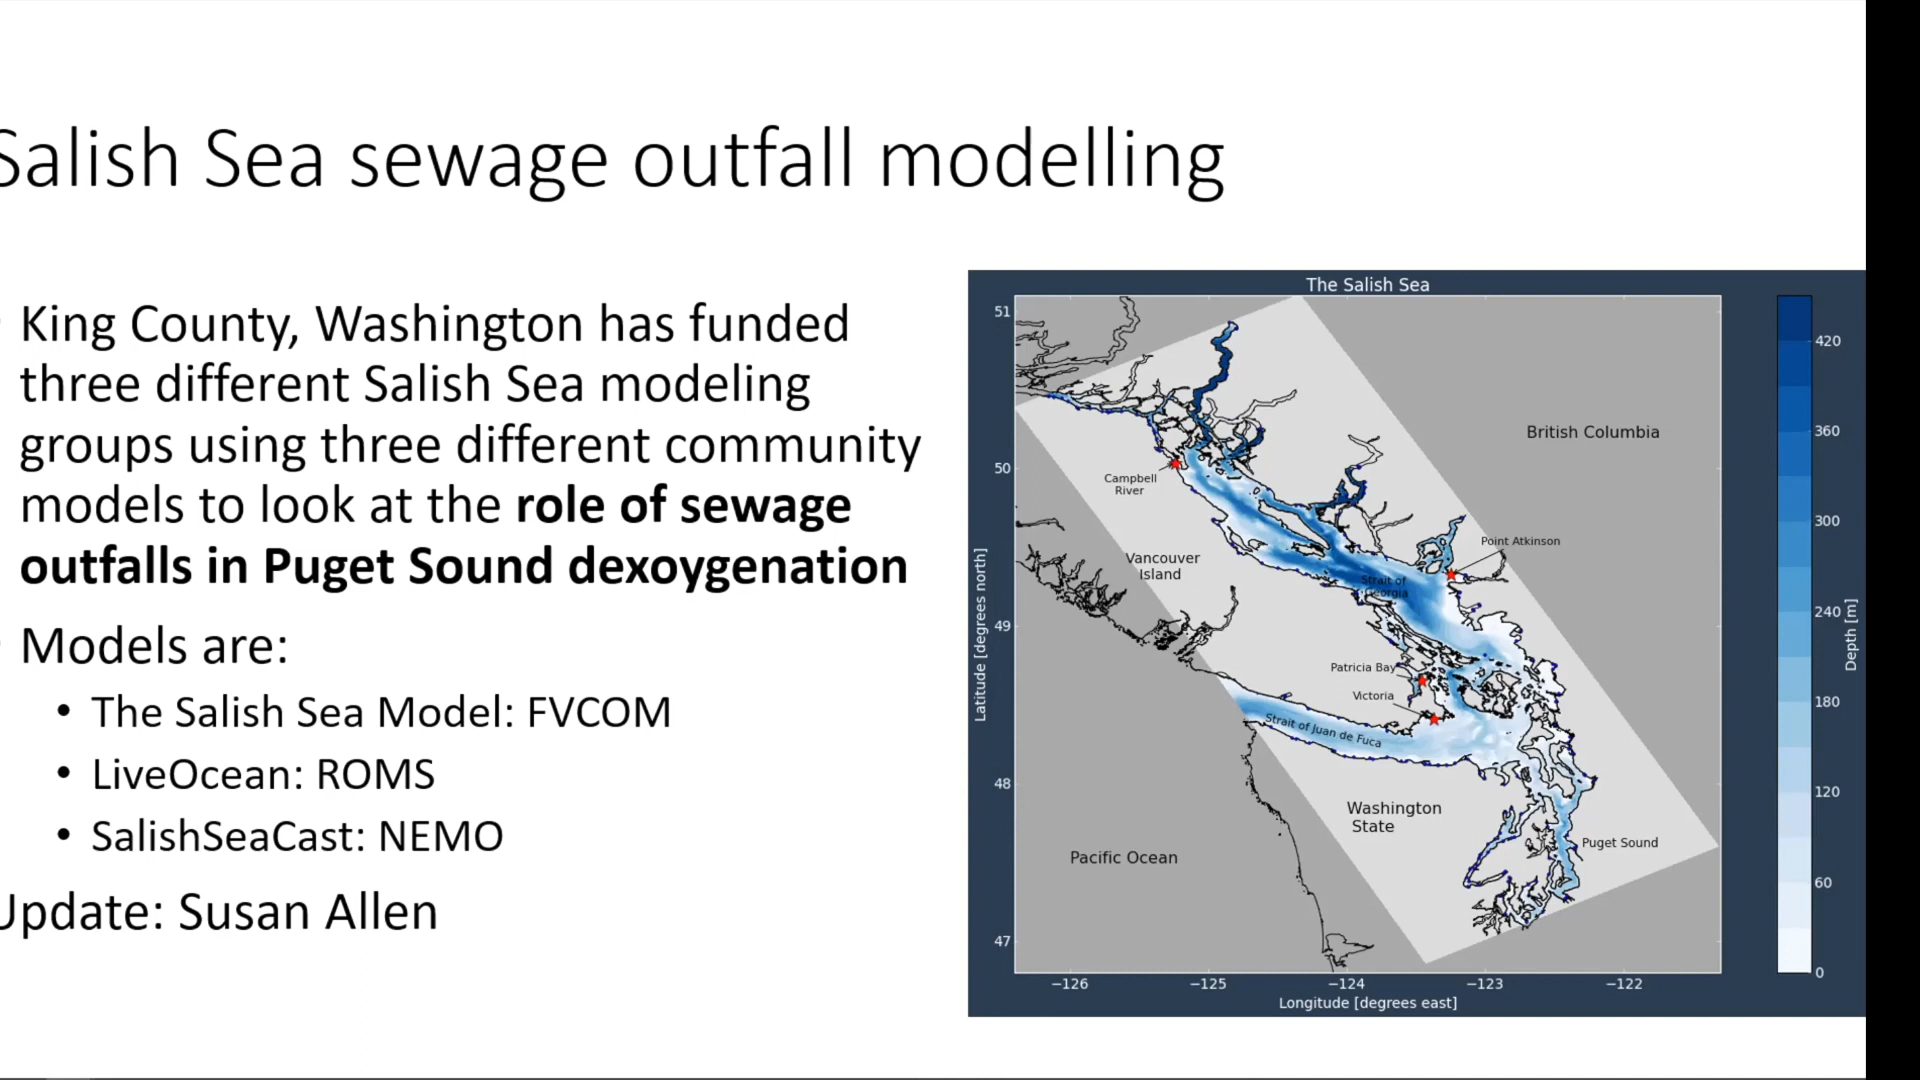 Salish Sea sewage outfall modelling
King County, Washington has funded
three different Salish Sea modeling
groups using three different community
models to look at the role of sewage
outfalls in Puget Sound dexoygenation
Models are:
• The Salish Sea Model: FVCOM
• LiveOcean: ROMS
• SalishSeaCast: NEMO
Update: Susan Allen
The Salish Sea
51
50
49
48
47
Latitude [degrees north]
British Columbia
Campbell
River
Point Atkinson
Vancouver
Island
Strait of
Georgia
Patricia Bay
Victoria
Strait of Juan de Fuca
Washington
State
Puget Sound
Pacific Ocean
−126
−125
−124
−123
−122
Longitude [degrees east]
420
360
300
240
180
120
60
0
Depth [m]